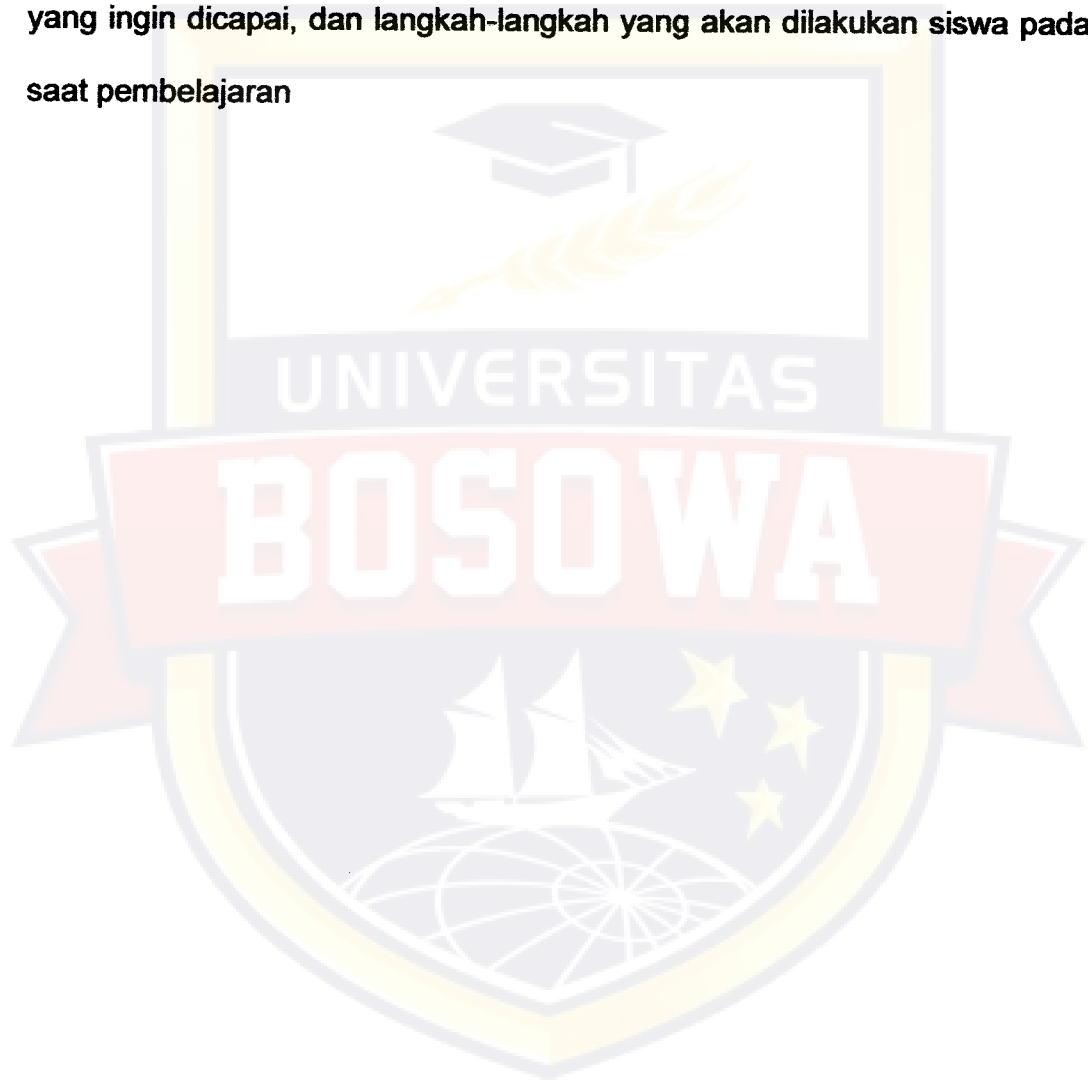 yang ingin dicapai, dan langkah-langkah yang akan dilakukan siswa pada
saat pembelajaran
UNIVERSITAS
BOSOWA